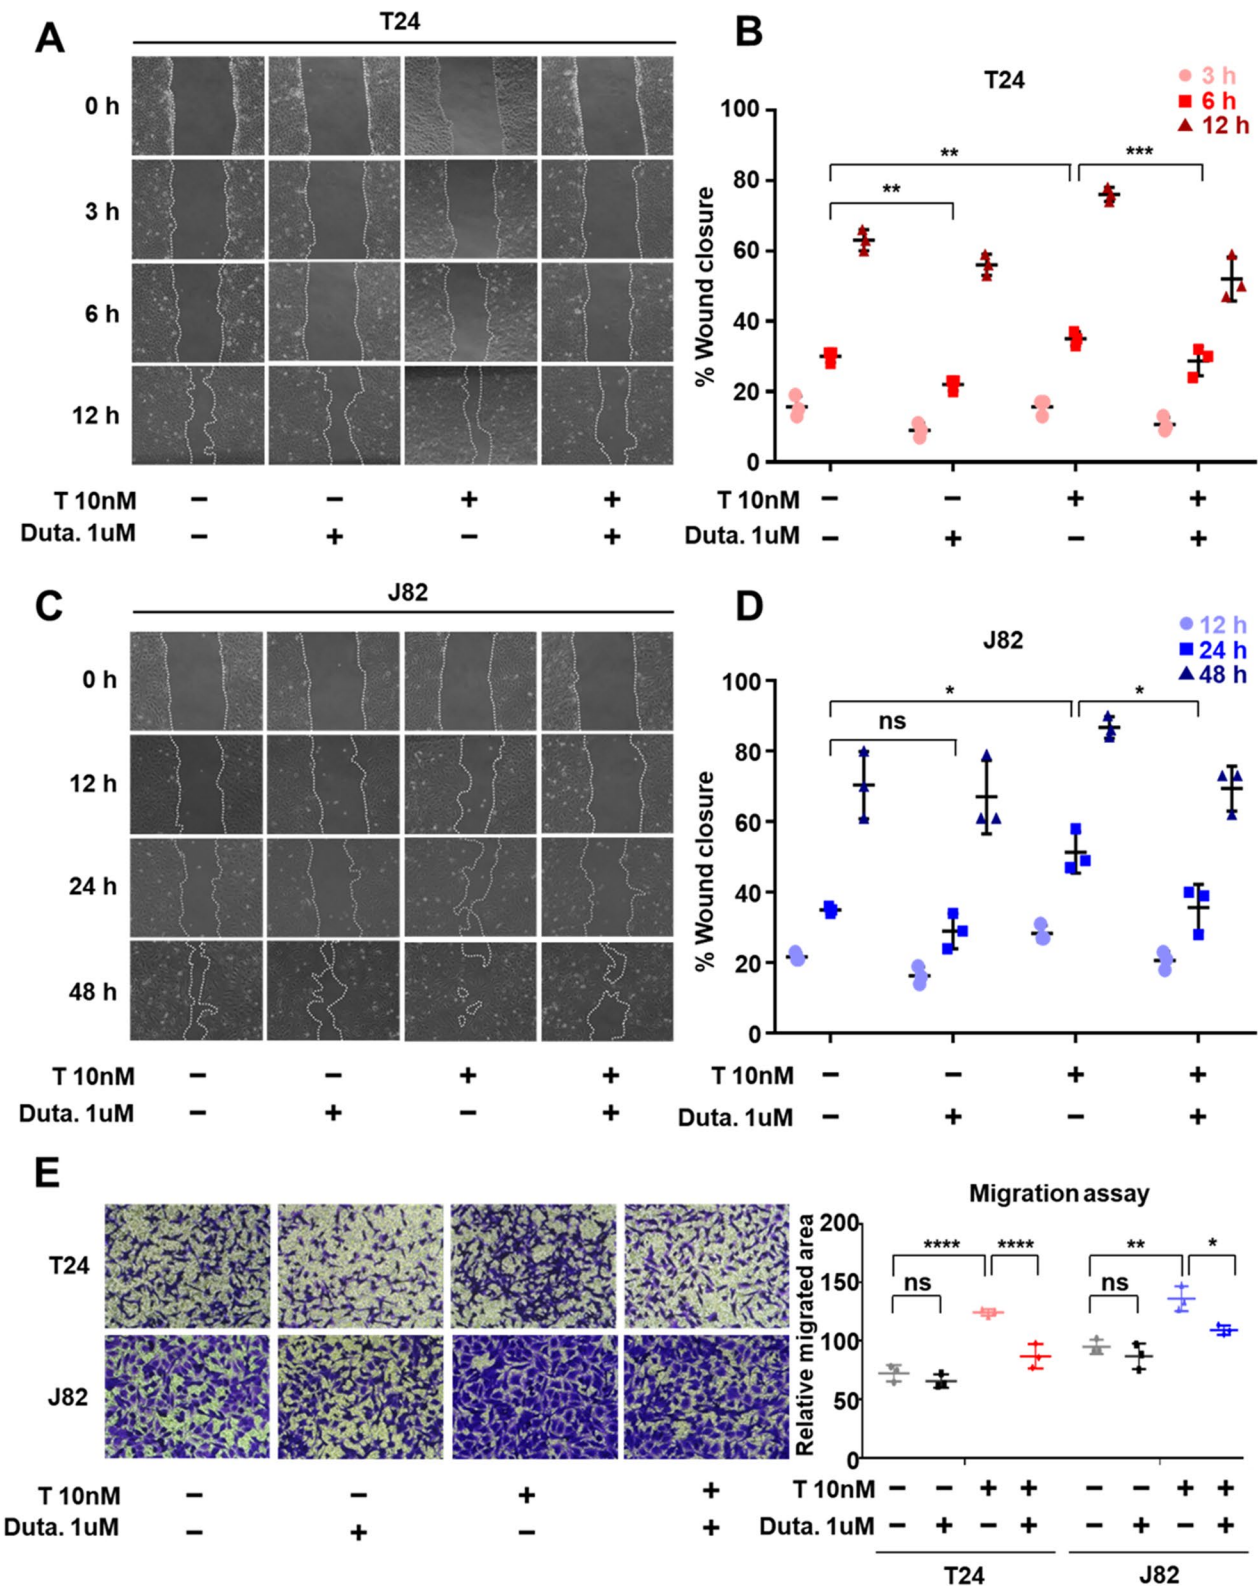 A
T24
0 h
3 h
6 h
12 h
T 10nM − − + +
Duta. 1uM − + − +
B
T24
3 h
6 h
12 h
% Wound closure
100
80
60
40
20
0
** ***
**
T 10nM − − + +
Duta. 1uM − + − +
C
J82
0 h
12 h
24 h
48 h
T 10nM − − + +
Duta. 1uM − + − +
D
J82
12 h
24 h
48 h
% Wound closure
100
80
60
40
20
0
* *
ns
T 10nM − − + +
Duta. 1uM − + − +
E
T24
J82
T 10nM − − + +
Duta. 1uM − + − +
Migration assay
Relative migrated area
200
150
100
50
0
**** **** ** *
ns ns
T 10nM − − + + − − + +
Duta. 1uM − + − + − + − +
T24 J82